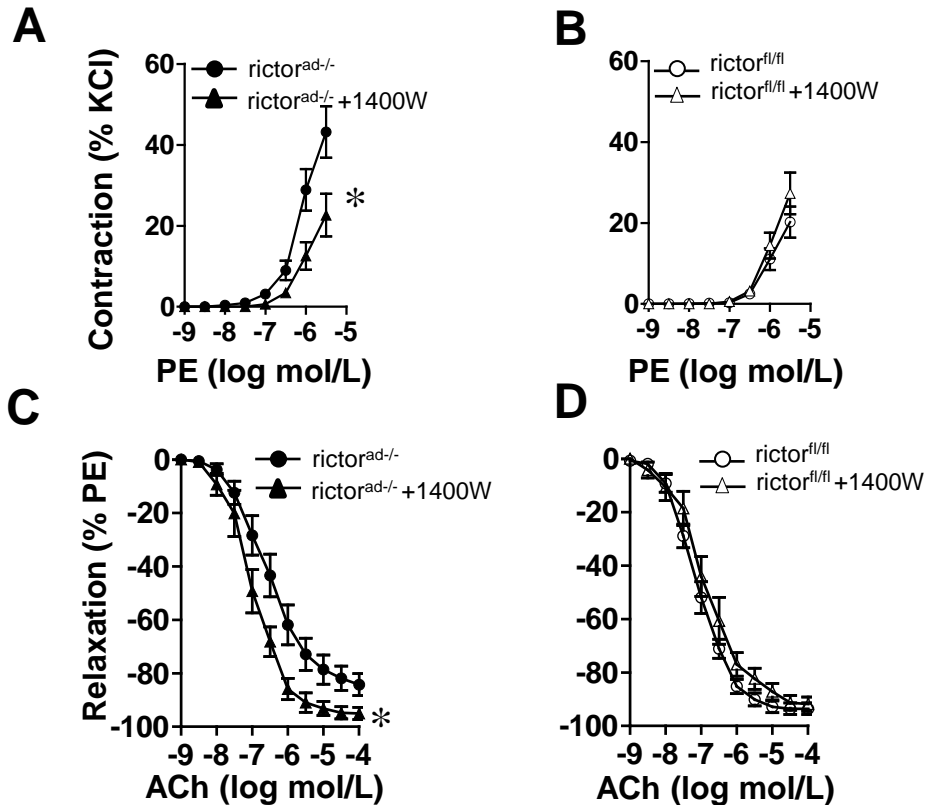 A
Contraction (% KCl)
60
40
20
0
rictorad-/-
rictorad-/- +1400W
*
-9 -8 -7 -6 -5
PE (log mol/L)
B
60
40
20
0
rictorfl/fl
rictorfl/fl +1400W
-9 -8 -7 -6 -5
PE (log mol/L)
C
Relaxation (% PE)
0
-20
-40
-60
-80
-100
rictorad-/-
rictorad-/- +1400W
*
-9 -8 -7 -6 -5 -4
ACh (log mol/L)
D
0
-20
-40
-60
-80
-100
rictorfl/fl
rictorfl/fl +1400W
-9 -8 -7 -6 -5 -4
ACh (log mol/L)